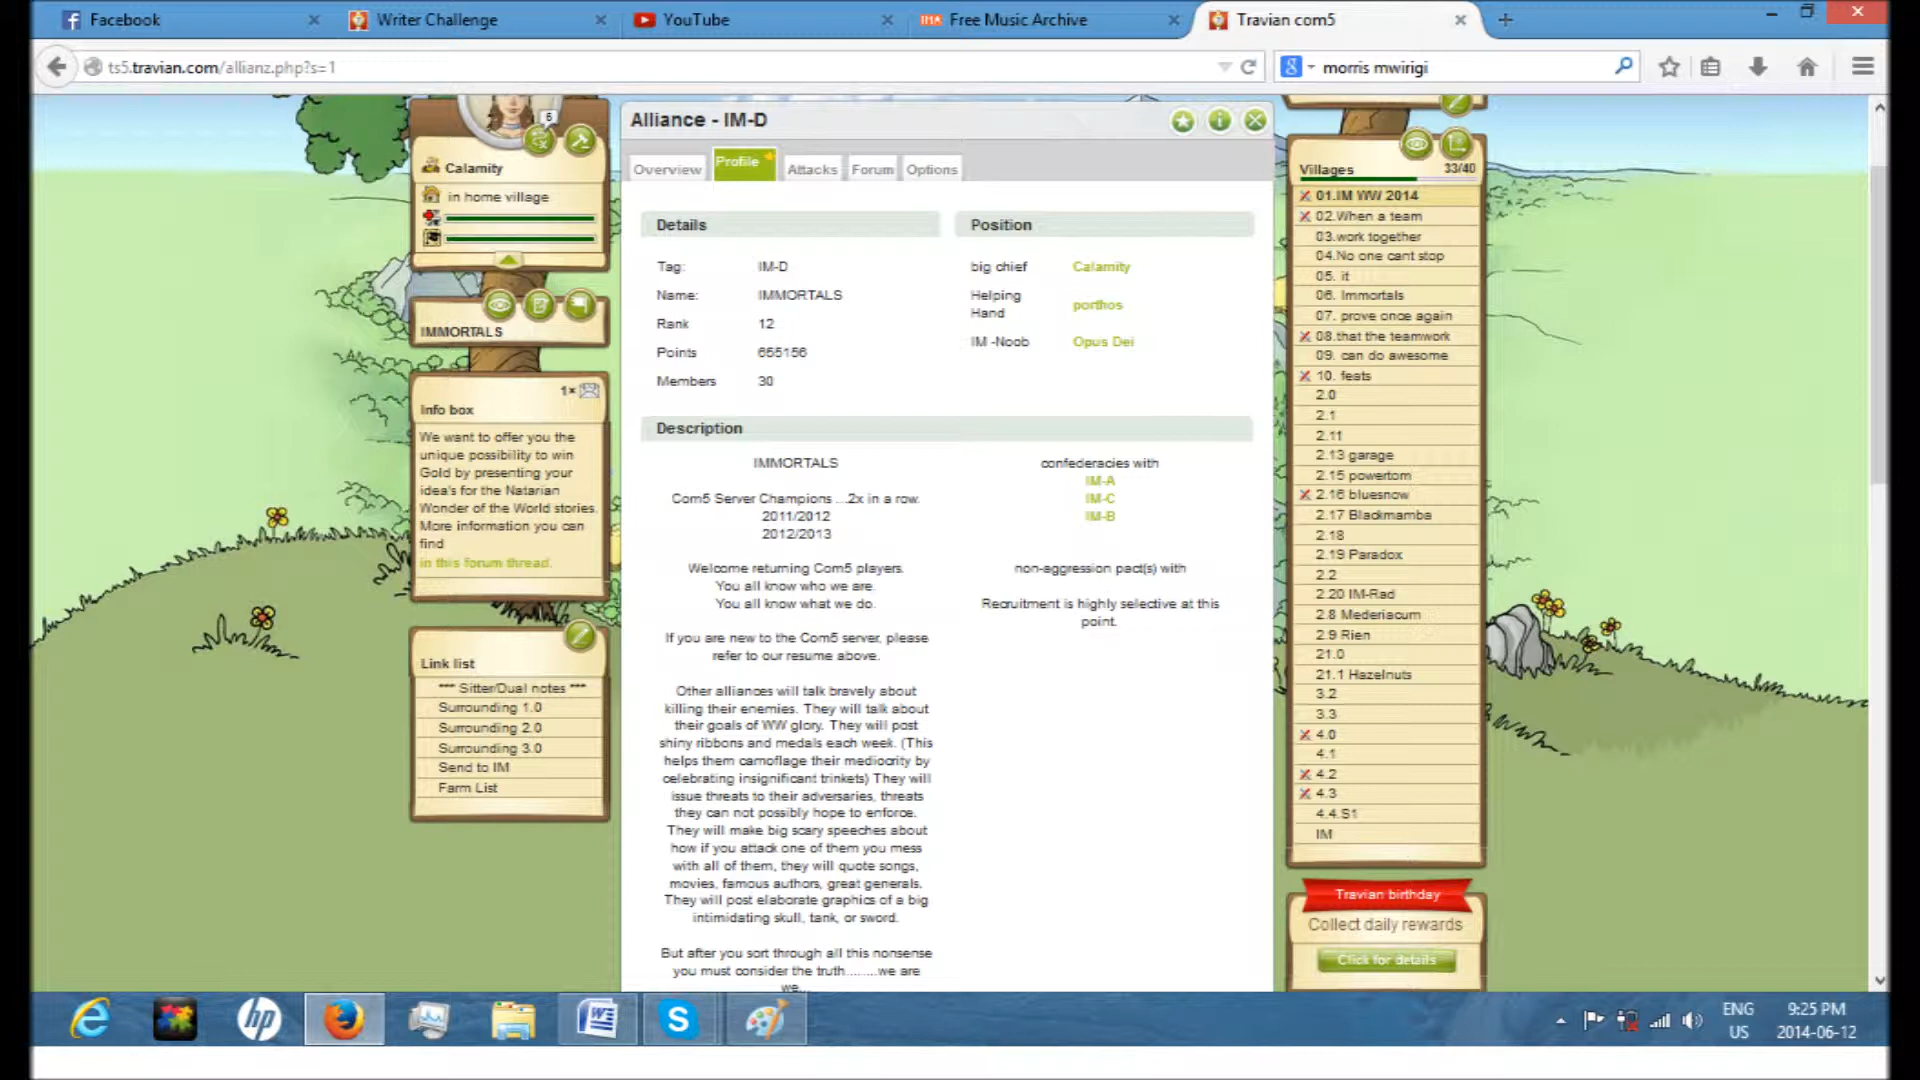 Facebook
Writer Challenge
YouTube
Free Music Archive
Travian com5
ts5.travian.com/allianz.php?s=1
morris mwirigi
6
Calamity
in home village
IMMORTALS
1×
Info box
We want to offer you the
unique possibility to win
Gold by presenting your
idea's for the Natarian
Wonder of the World stories.
More information you can
find
in this forum thread.
Link list
*** Sitter/Dual notes ***
Surrounding 1.0
Surrounding 2.0
Surrounding 3.0
Send to IM
Farm List
Alliance - IM-D
Overview
Profile
Attacks
Forum
Options
Details
Tag: IM-D
Name: IMMORTALS
Rank 12
Points 655156
Members 30
Position
big chief Calamity
Helping
Hand
porthos
IM -Noob Opus Dei
Description
IMMORTALS
Com5 Server Champions ...2x in a row.
2011/2012
2012/2013
Welcome returning Com5 players.
You all know who we are.
You all know what we do.
If you are new to the Com5 server, please
refer to our resume above.
Other alliances will talk bravely about
killing their enemies. They will talk about
their goals of WW glory. They will post
shiny ribbons and medals each week. (This
helps them camoflage their mediocrity by
celebrating insignificant trinkets) They will
issue threats to their adversaries, threats
they can not possibly hope to enforce.
They will make big scary speeches about
how if you attack one of them you mess
with all of them, they will quote songs,
movies, famous authors, great generals.
They will post elaborate graphics of a big
intimidating skull, tank, or sword.
But after you sort through all this nonsense
you must consider the truth........we are
we...
confederacies with
IM-A
IM-C
IM-B
non-aggression pact(s) with
Recruitment is highly selective at this
point.
Villages 33/40
01.IM WW 2014
02.When a team
03.work together
04.No one cant stop
05. it
06. Immortals
07. prove once again
08.that the teamwork
09. can do awesome
10. feats
2.0
2.1
2.11
2.13 garage
2.15 powertom
2.16 bluesnow
2.17 Blackmamba
2.18
2.19 Paradox
2.2
2.20 IM-Rad
2.8 Mederiacum
2.9 Rien
21.0
21.1 Hazelnuts
3.2
3.3
4.0
4.1
4.2
4.3
4.4.S1
IM
Travian birthday
Collect daily rewards
Click for details
ENG
US
9:25 PM
2014-06-12